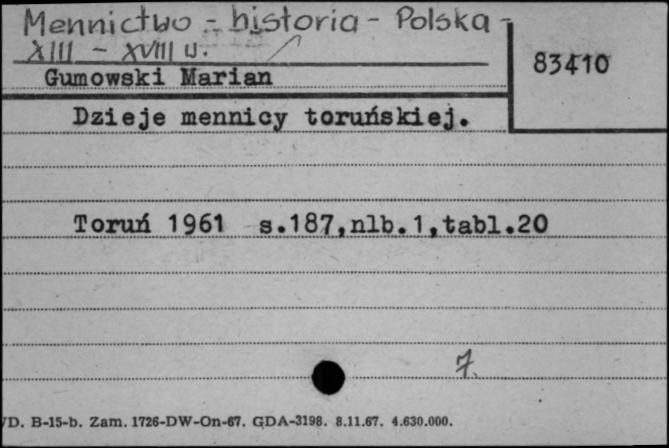 Mennictwo - historia - Polska -
XIII - XVIII w.
83410
Gumowski Marian
Dzieje mennicy toruńskiej.
Toruń 1961 s.187,nlb.1,tabl.20
7.
/D. B-15-b. Zam. 1726-DW-On-67. GDA-3198. 8.11.67. 4.630.000.